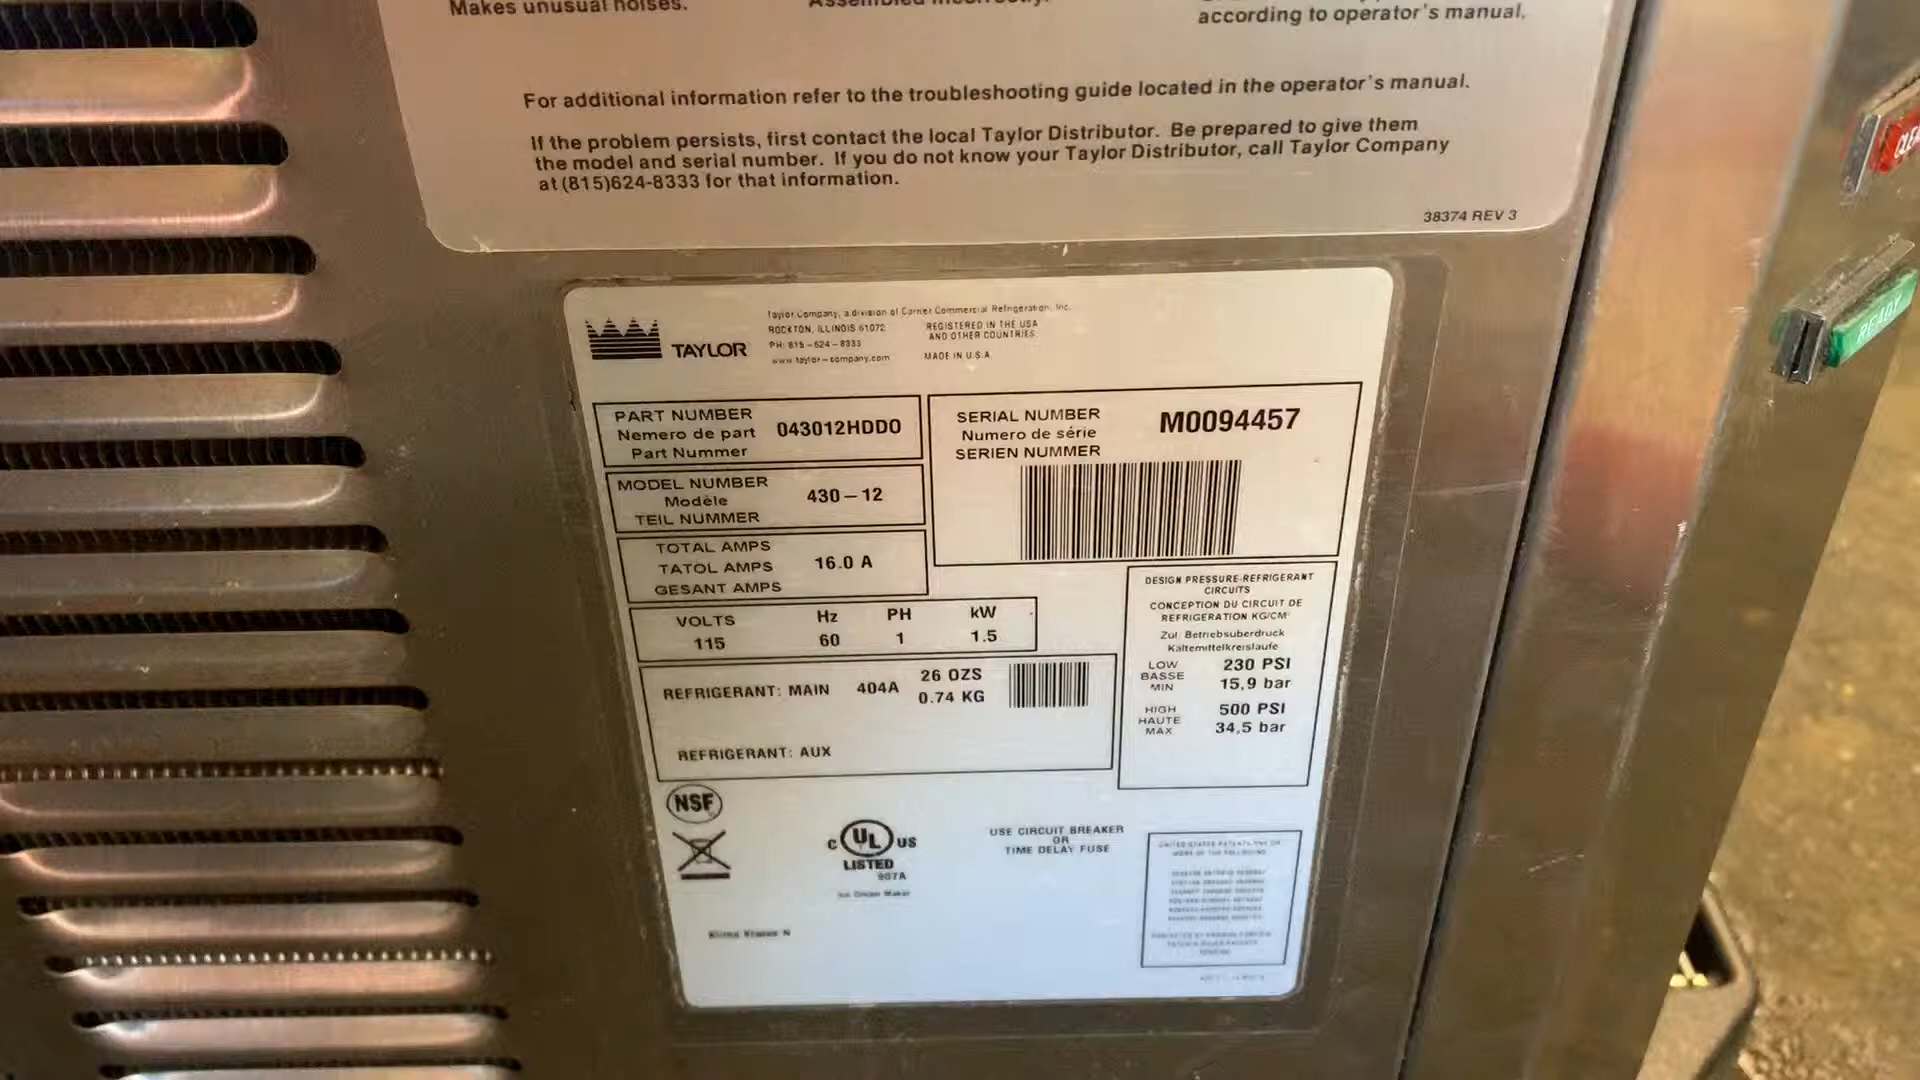 Makes unusual noises.
according to operator's manual.
For additional information refer to the troubleshooting guide located in the operator's manual.
If the problem persists, first contact the local Taylor Distributor. Be prepared to give them
the model and serial number. If you do not know your Taylor Distributor, call Taylor Company
at (815)624-8333 for that information.
38374 REV 3
READY
TAYLOR
Taylor Company, a division of Carrier Commercial Refrigeration, Inc.
ROCKTON, ILLINOIS 61072
PH: 815-624-8333
www.taylor-company.com
REGISTERED IN THE USA
AND OTHER COUNTRIES
MADE IN U.S.A.
PART NUMBER
Nemero de part 043012HDD0
Part Nummer
SERIAL NUMBER M0094457
Numero de série
SERIEN NUMMER
MODEL NUMBER
Modèle 430-12
TEIL NUMMER
TOTAL AMPS
TATOL AMPS 16.0 A
GESANT AMPS
VOLTS Hz PH kW
115 60 1 1.5
REFRIGERANT: MAIN 404A 26 OZS
0.74 KG
REFRIGERANT: AUX
DESIGN PRESSURE-REFRIGERANT
CIRCUITS
CONCEPTION DU CIRCUIT DE
REFRIGERATION KG/CM
Zul. Betriebsuberdruck
Kaltemittelkreislaufe
LOW 230 PSI
BASSE
MIN 15,9 bar
HIGH 500 PSI
HAUTE
MAX 34,5 bar
NSF
C UL US
LISTED
907A
Ice Cream Maker
USE CIRCUIT BREAKER
OR
TIME DELAY FUSE